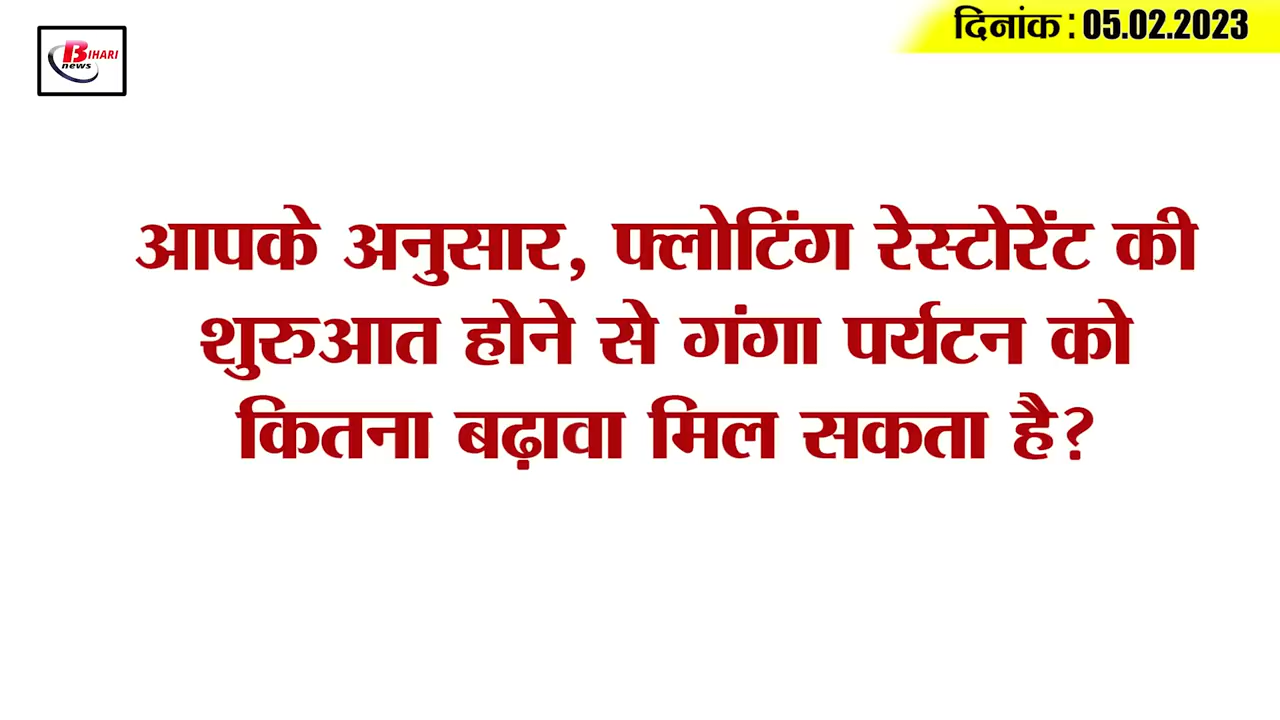 BIHARI
news
दिनांक : 05.02.2023
आपके अनुसार, फ्लोटिंग रेस्टोरेंट की
शुरुआत होने से गंगा पर्यटन को
कितना बढ़ावा मिल सकता है?